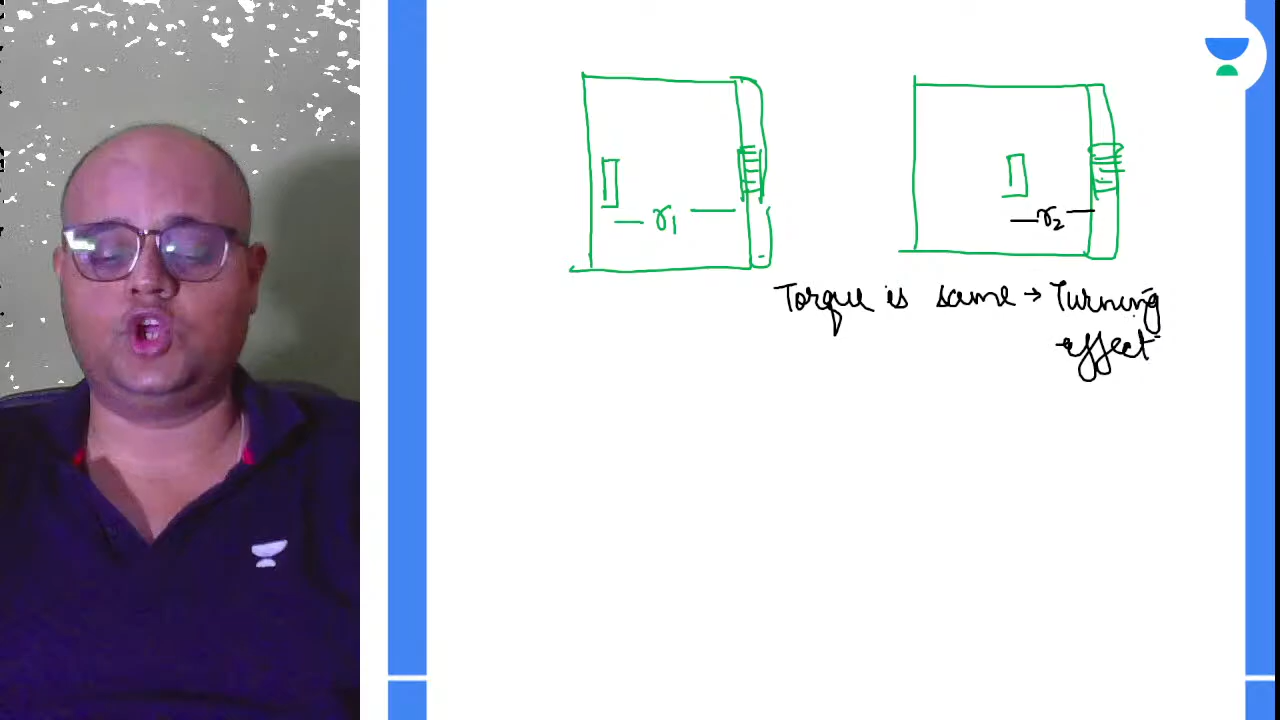 r₁
r₂
Torque is same → Turning
effect